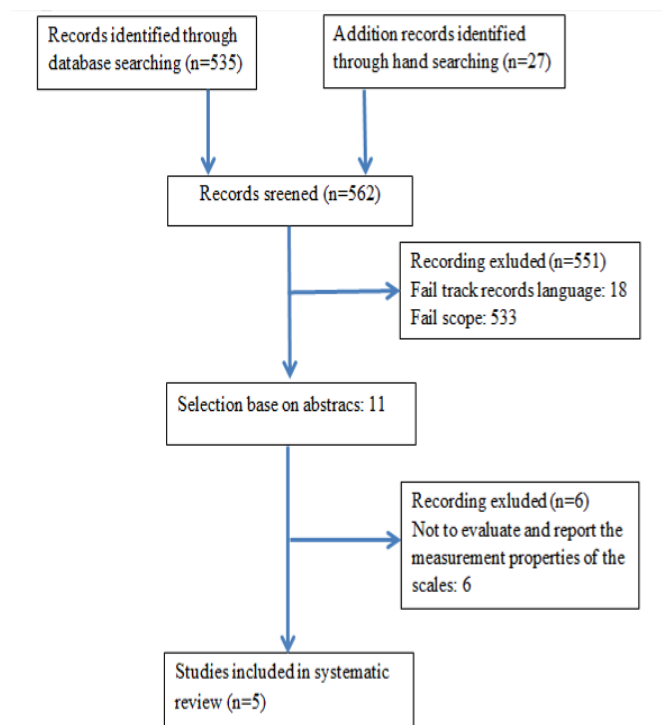 Records identified through
database searching (n=535)
Addition records identified
through hand searching (n=27)
Records sreened (n=562)
Recording exluded (n=551)
Fail track records language: 18
Fail scope: 533
Selection base on abstracs: 11
Recording exluded (n=6)
Not to evaluate and report the
measurement properties of the
scales: 6
Studies included in systematic
review (n=5)